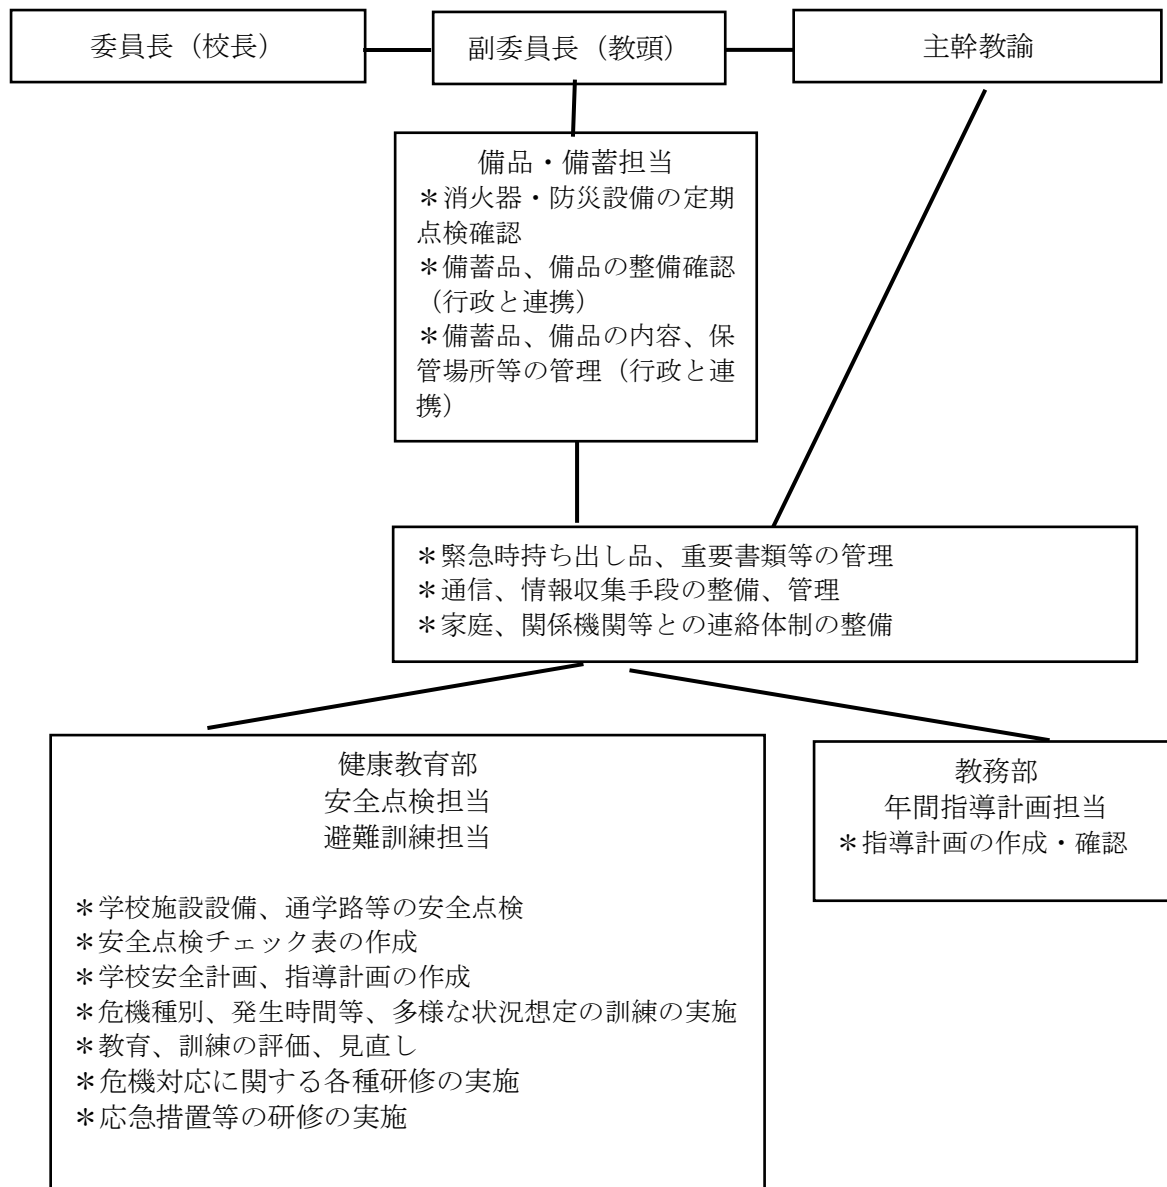 委員長（校長）
副委員長（教頭）
主幹教諭
備品・備蓄担当
＊消火器・防災設備の定期
点検確認
＊備蓄品、備品の整備確認
（行政と連携）
＊備蓄品、備品の内容、保
管場所等の管理（行政と連
携）
＊緊急時持ち出し品、重要書類等の管理
＊通信、情報収集手段の整備、管理
＊家庭、関係機関等との連絡体制の整備
健康教育部
安全点検担当
避難訓練担当
＊学校施設設備、通学路等の安全点検
＊安全点検チェック表の作成
＊学校安全計画、指導計画の作成
＊危機種別、発生時間等、多様な状況想定の訓練の実施
＊教育、訓練の評価、見直し
＊危機対応に関する各種研修の実施
＊応急措置等の研修の実施
教務部
年間指導計画担当
＊指導計画の作成・確認